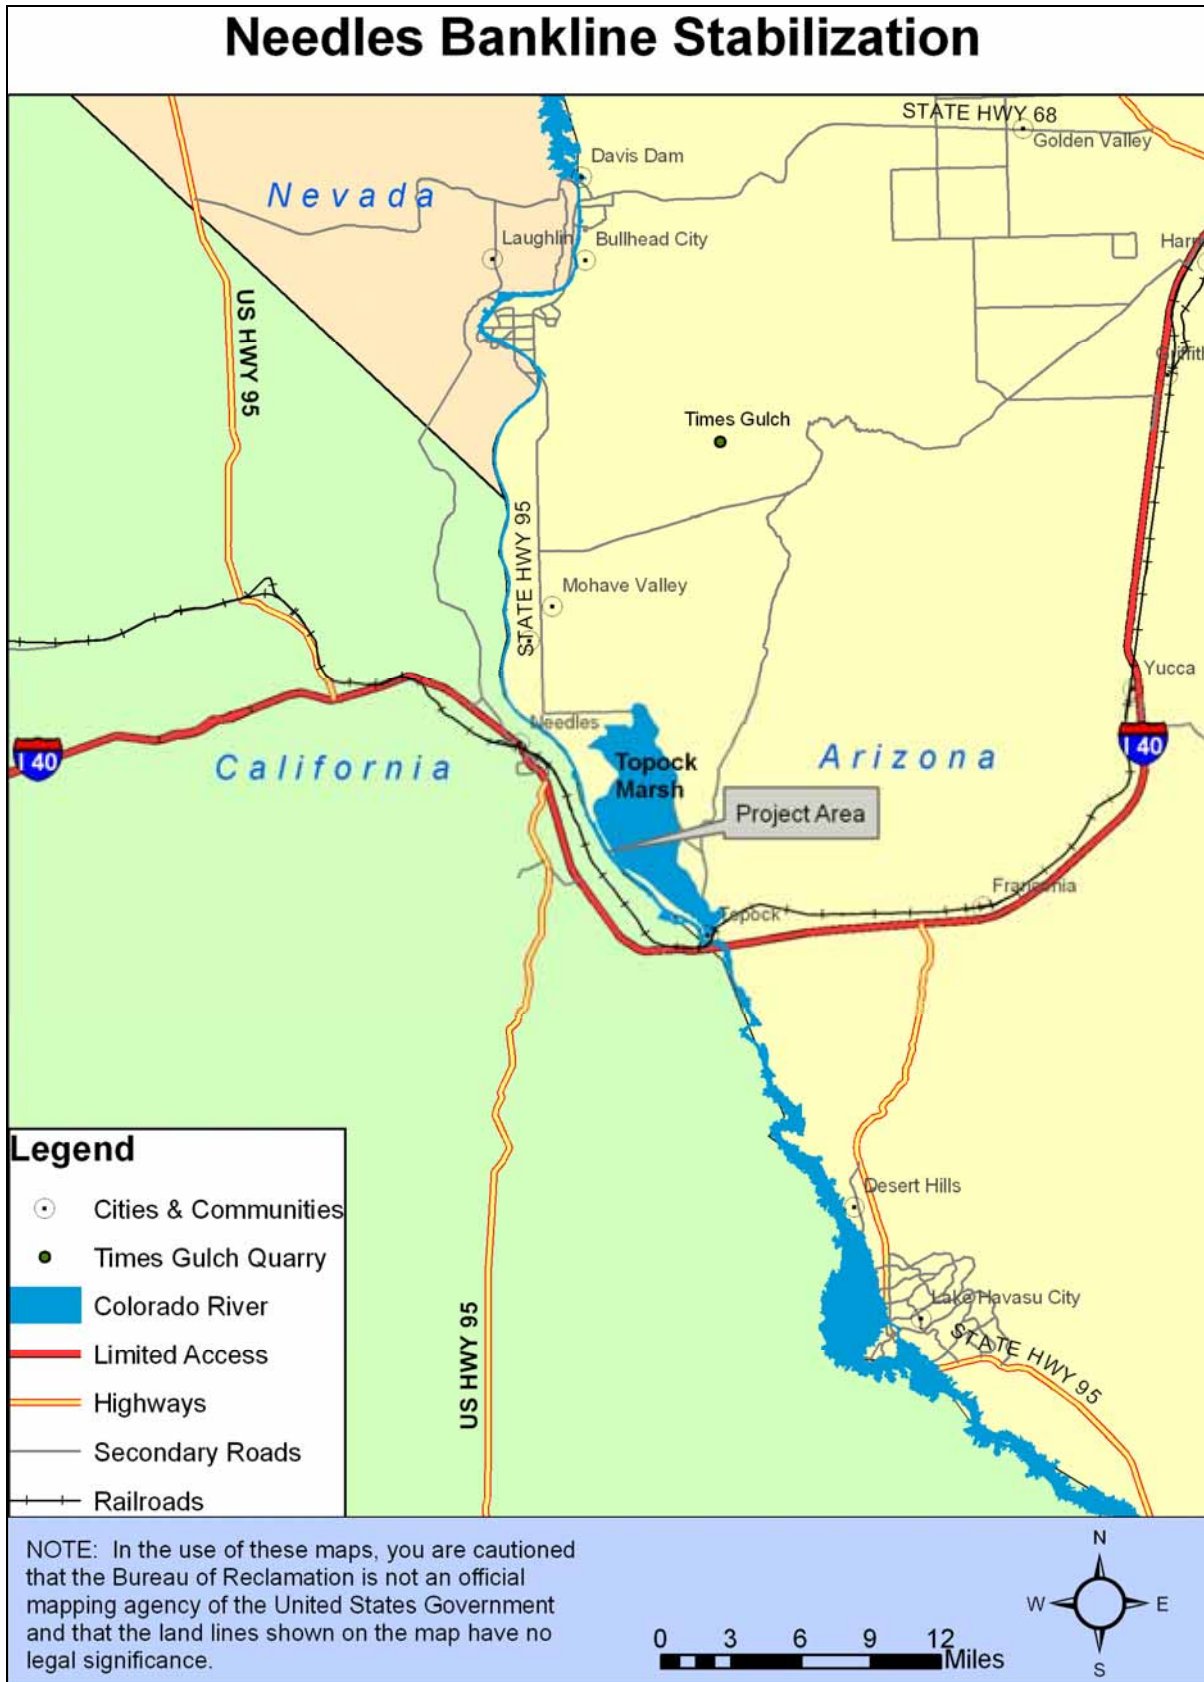 Needles Bankline Stabilization
STATE HWY 68
Golden Valley
Davis Dam
Nevada
Laughlin
Bullhead City
US HWY 95
Times Gulch
STATE HWY 95
Mohave Valley
Yucca
Needles
I 40
California
Topock
Marsh
Arizona
I 40
Project Area
Franconia
Topock
Desert Hills
Lake Havasu City
STATE HWY 95
US HWY 95
Legend
Cities & Communities
Times Gulch Quarry
Colorado River
Limited Access
Highways
Secondary Roads
Railroads
NOTE: In the use of these maps, you are cautioned
that the Bureau of Reclamation is not an official
mapping agency of the United States Government
and that the land lines shown on the map have no
legal significance.
0 3 6 9 12
Miles
N
W E
S